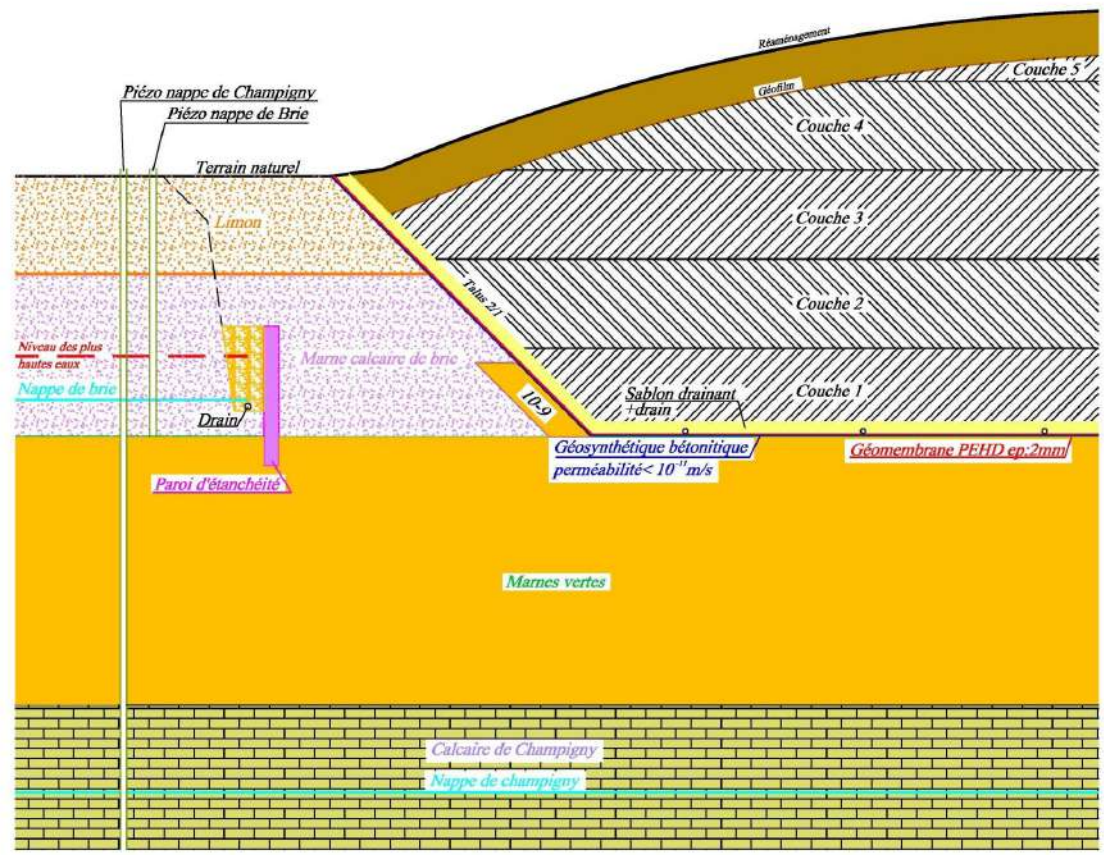 Réaménagement
Couche 5
Géofilm
Piézo nappe de Champigny
Piézo nappe de Brie
Couche 4
Terrain naturel
Limon
Couche 3
Talus 2/1
Couche 2
Niveau des plus
hautes eaux
Marne calcaire de brie
Nappe de brie
10-9
Sablon drainant
+drain
Couche 1
Drain
Géosynthétique bétonitique
perméabilité< 10⁻¹¹m/s
Géomembrane PEHD ep:2mm
Paroi d'étanchéité
Marnes vertes
Calcaire de Champigny
Nappe de champigny